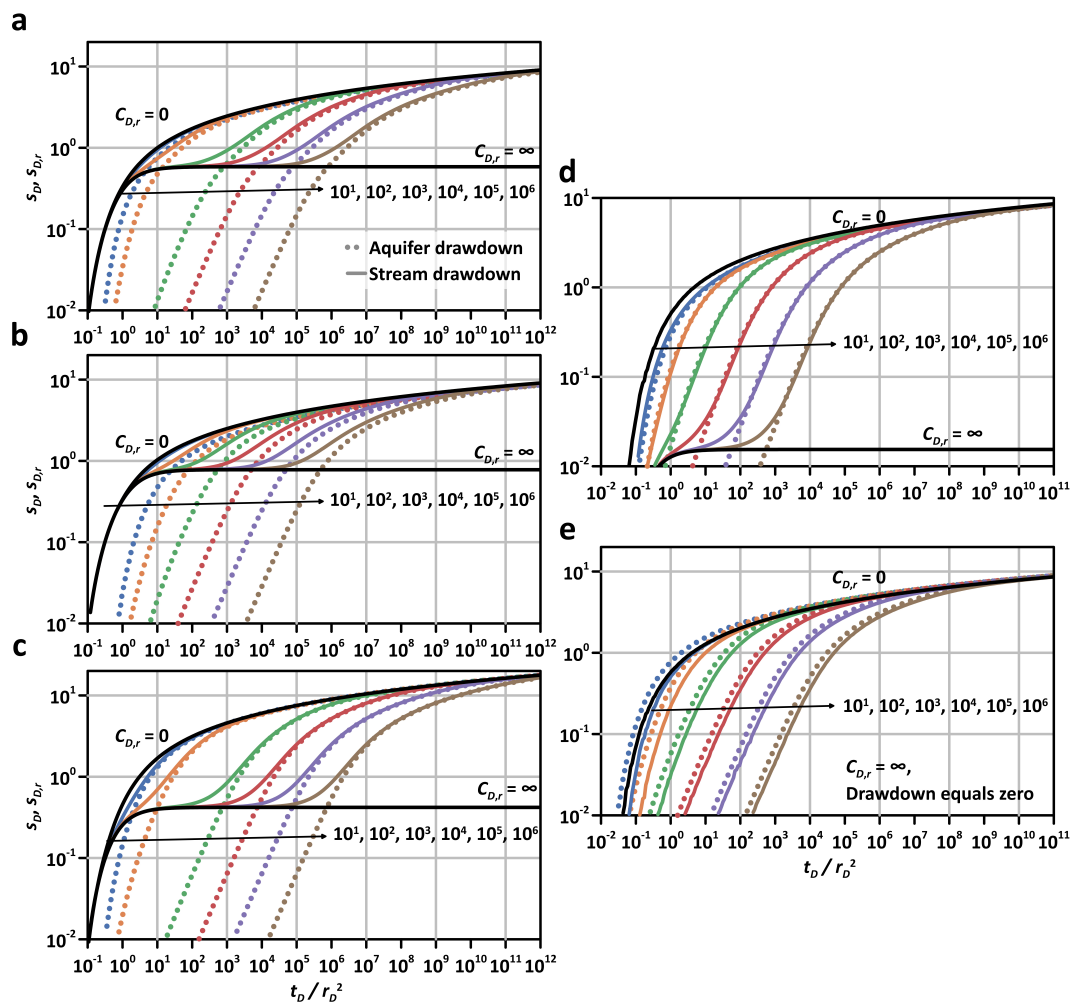 a
10¹
10⁰
10⁻¹
10⁻²
s_D, s_D,r
C_D,r = 0
C_D,r = ∞
10¹, 10², 10³, 10⁴, 10⁵, 10⁶
Aquifer drawdown
Stream drawdown
10⁻¹ 10⁰ 10¹ 10² 10³ 10⁴ 10⁵ 10⁶ 10⁷ 10⁸ 10⁹ 10¹⁰ 10¹¹ 10¹²
b
10¹
10⁰
10⁻¹
10⁻²
s_D, s_D,r
C_D,r = 0
C_D,r = ∞
10¹, 10², 10³, 10⁴, 10⁵, 10⁶
10⁻¹ 10⁰ 10¹ 10² 10³ 10⁴ 10⁵ 10⁶ 10⁷ 10⁸ 10⁹ 10¹⁰ 10¹¹ 10¹²
c
10¹
10⁰
10⁻¹
10⁻²
s_D, s_D,r
C_D,r = 0
C_D,r = ∞
10¹, 10², 10³, 10⁴, 10⁵, 10⁶
10⁻¹ 10⁰ 10¹ 10² 10³ 10⁴ 10⁵ 10⁶ 10⁷ 10⁸ 10⁹ 10¹⁰ 10¹¹ 10¹²
t_D / r_D²
d
10¹
10⁰
10⁻¹
10⁻²
C_D,r = 0
10¹, 10², 10³, 10⁴, 10⁵, 10⁶
C_D,r = ∞
10⁻² 10⁻¹ 10⁰ 10¹ 10² 10³ 10⁴ 10⁵ 10⁶ 10⁷ 10⁸ 10⁹ 10¹⁰ 10¹¹
e
10¹
10⁰
10⁻¹
10⁻²
C_D,r = 0
10¹, 10², 10³, 10⁴, 10⁵, 10⁶
C_D,r = ∞,
Drawdown equals zero
10⁻² 10⁻¹ 10⁰ 10¹ 10² 10³ 10⁴ 10⁵ 10⁶ 10⁷ 10⁸ 10⁹ 10¹⁰ 10¹¹
t_D / r_D²